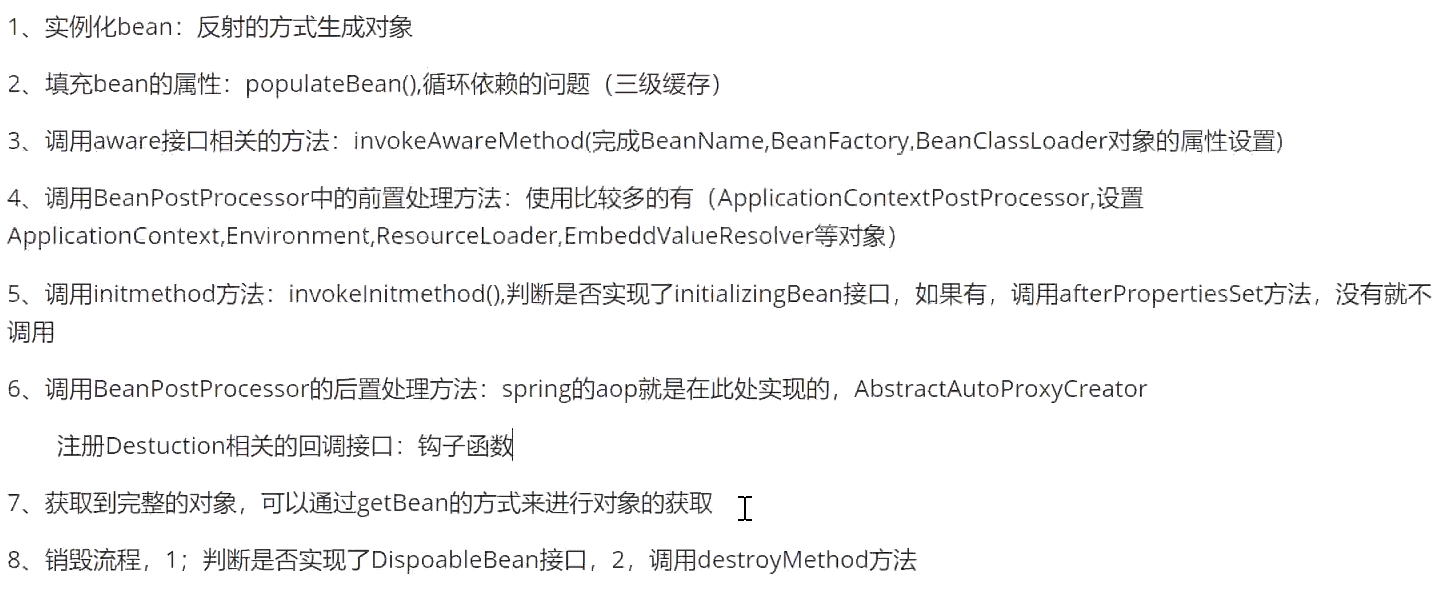 1、实例化bean：反射的方式生成对象
2、填充bean的属性：populateBean(),循环依赖的问题（三级缓存）
3、调用aware接口相关的方法：invokeAwareMethod(完成BeanName,BeanFactory,BeanClassLoader对象的属性设置)
4、调用BeanPostProcessor中的前置处理方法：使用比较多的有（ApplicationContextPostProcessor,设置
ApplicationContext,Environment,ResourceLoader,EmbeddValueResolver等对象）
5、调用initmethod方法：invokeInitmethod(),判断是否实现了initializingBean接口，如果有，调用afterPropertiesSet方法，没有就不
调用
6、调用BeanPostProcessor的后置处理方法：spring的aop就是在此处实现的，AbstractAutoProxyCreator
注册Destuction相关的回调接口：钩子函数
7、获取到完整的对象，可以通过getBean的方式来进行对象的获取
8、销毁流程，1；判断是否实现了DispoableBean接口，2，调用destroyMethod方法